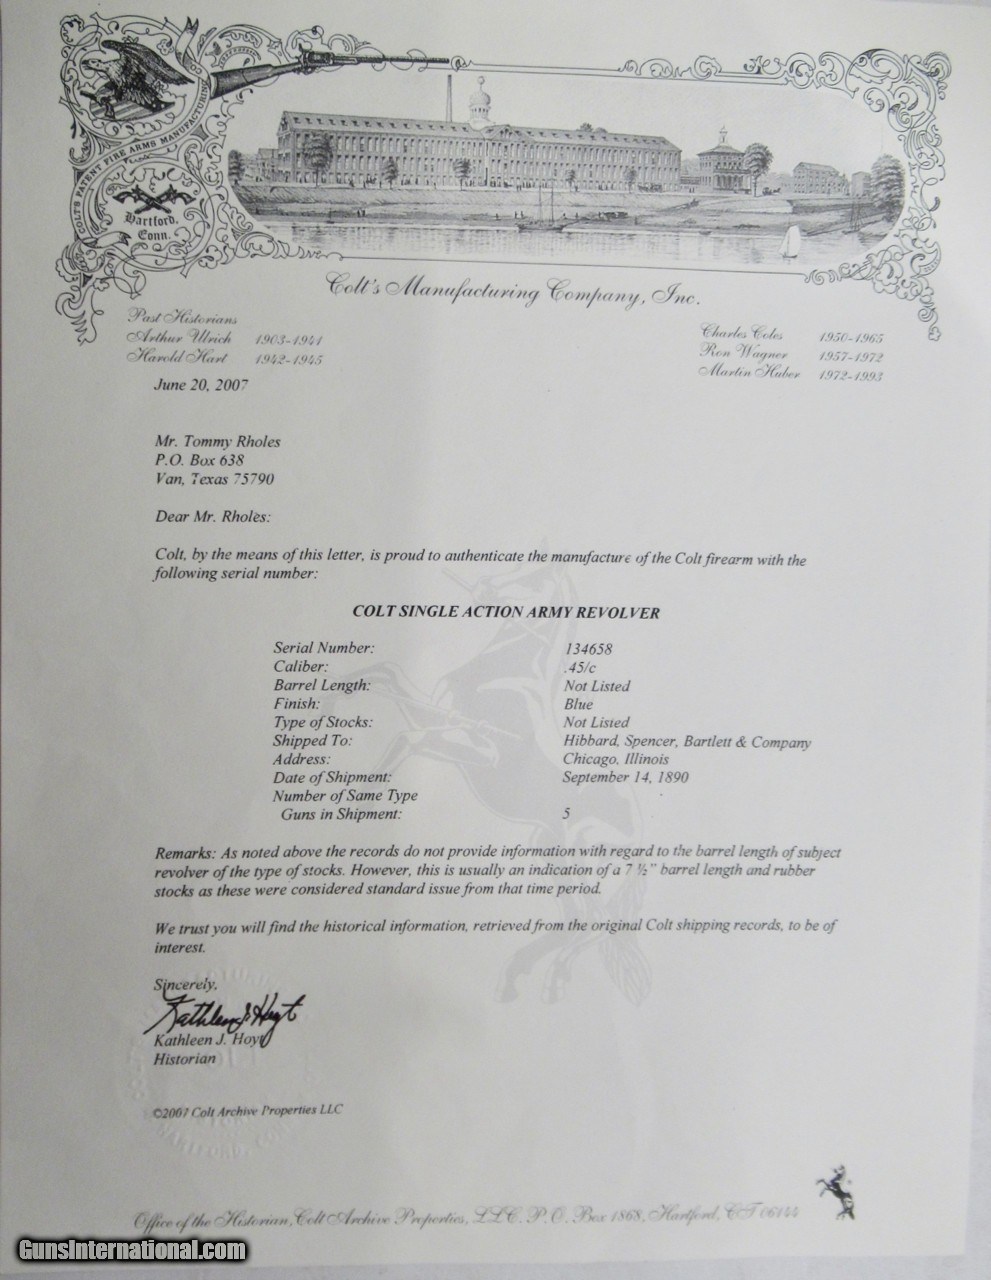 COLT'S PATENT FIRE ARMS MANUFACTURING CO
Hartford,
Conn.
Colt's Manufacturing Company, Inc.
Past Historians
Arthur Ulrich 1903-1941
Harold Hart 1942-1945
Charles Coles 1950-1965
Ron Wagner 1957-1972
Martin Huber 1972-1993
June 20, 2007
Mr. Tommy Rholes
P.O. Box 638
Van, Texas 75790
Dear Mr. Rholes:
Colt, by the means of this letter, is proud to authenticate the manufacture of the Colt firearm with the
following serial number:
COLT SINGLE ACTION ARMY REVOLVER
Serial Number: 134658
Caliber: .45/c
Barrel Length: Not Listed
Finish: Blue
Type of Stocks: Not Listed
Shipped To: Hibbard, Spencer, Bartlett & Company
Address: Chicago, Illinois
Date of Shipment: September 14, 1890
Number of Same Type
Guns in Shipment: 5
Remarks: As noted above the records do not provide information with regard to the barrel length of subject
revolver of the type of stocks. However, this is usually an indication of a 7 ½" barrel length and rubber
stocks as these were considered standard issue from that time period.
We trust you will find the historical information, retrieved from the original Colt shipping records, to be of
interest.
Sincerely,
Kathleen J. Hoyt
Kathleen J. Hoyt
Historian
©2007 Colt Archive Properties LLC
Office of the Historian, Colt Archive Properties, LLC. P.O. Box 1868, Hartford, CT 06144
GunsInternational.com